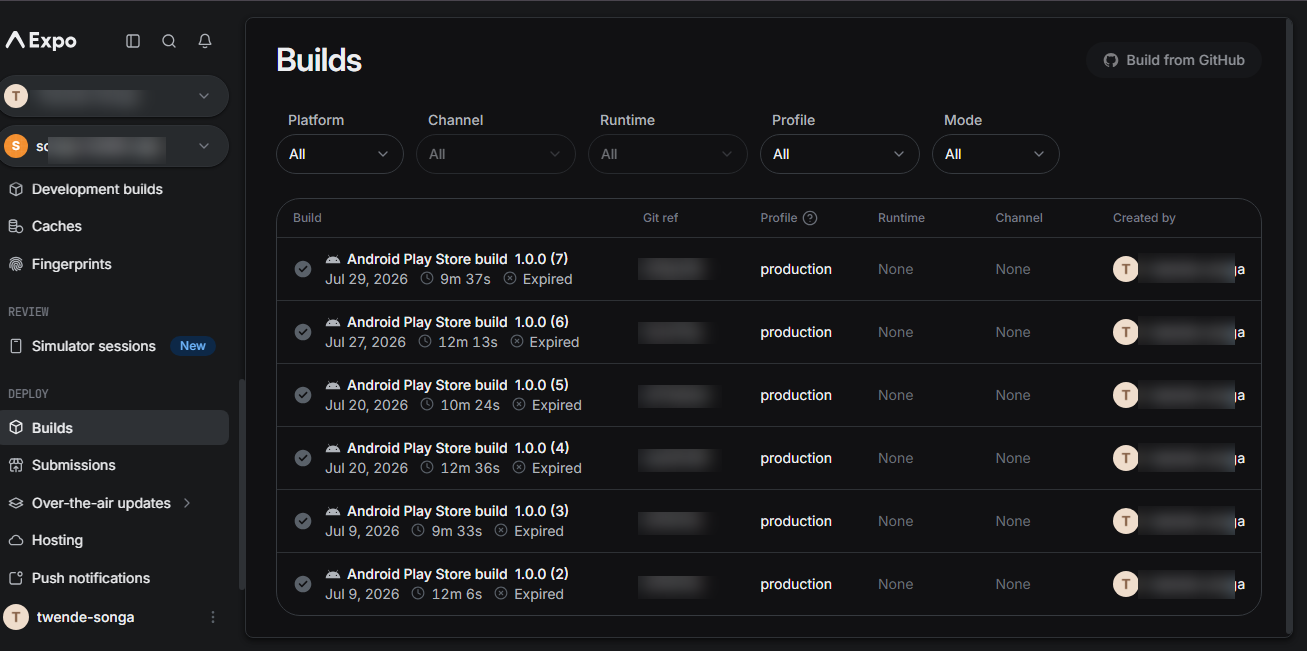 Expo
T
S so
Development builds
Caches
Fingerprints
REVIEW
Simulator sessions New
DEPLOY
Builds
Submissions
Over-the-air updates
Hosting
Push notifications
T twende-songa
Builds
Build from GitHub
Platform Channel Runtime Profile Mode
All All All All All
Build Git ref Profile ? Runtime Channel Created by
Android Play Store build 1.0.0 (7)
Jul 29, 2026 9m 37s Expired
production None None T ga
Android Play Store build 1.0.0 (6)
Jul 27, 2026 12m 13s Expired
production None None T ga
Android Play Store build 1.0.0 (5)
Jul 20, 2026 10m 24s Expired
production None None T ga
Android Play Store build 1.0.0 (4)
Jul 20, 2026 12m 36s Expired
production None None T ga
Android Play Store build 1.0.0 (3)
Jul 9, 2026 9m 33s Expired
production None None T ga
Android Play Store build 1.0.0 (2)
Jul 9, 2026 12m 6s Expired
production None None T ga